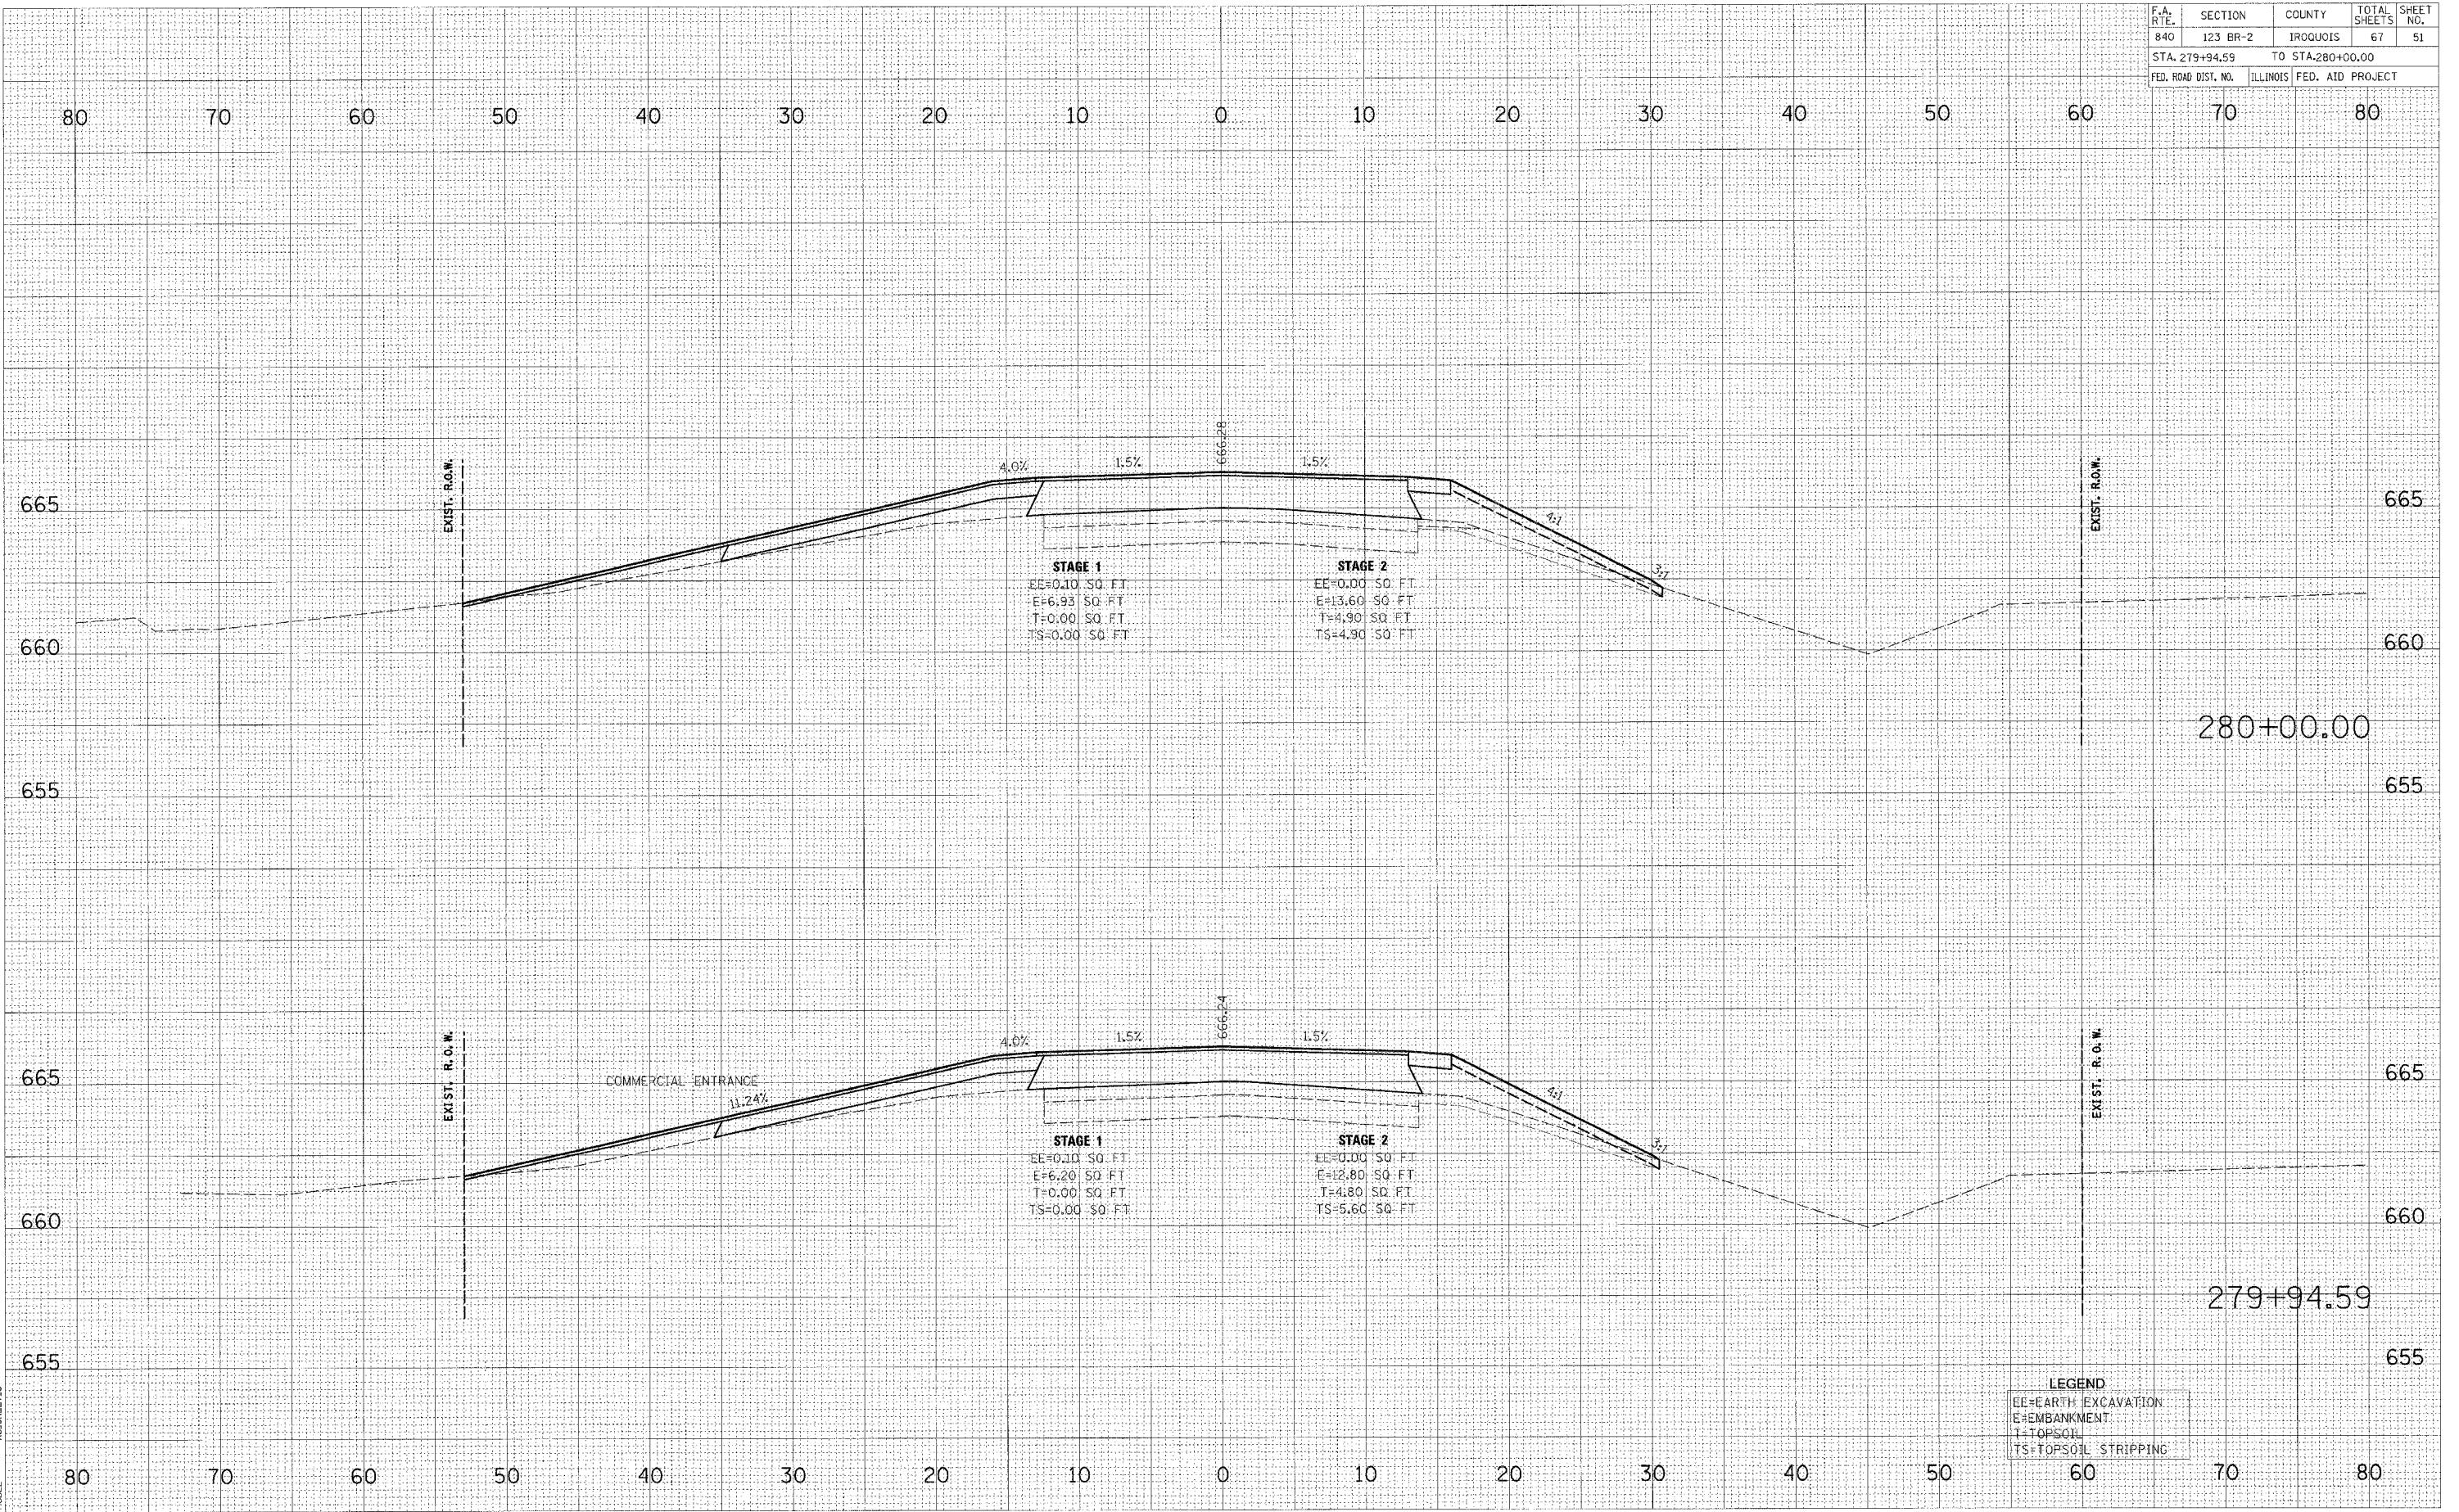 F.A. RTE. SECTION COUNTY TOTAL SHEETS SHEET NO.
840 123 BR-2 IROQUOIS 67 51
STA. 279+94.59 TO STA.280+00.00
FED. ROAD DIST. NO. ILLINOIS FED. AID PROJECT
80 70 60 50 40 30 20 10 0 10 20 30 40 50 60 70 80
666.28
EXIST. R.O.W.
4.0% 1.5% 1.5%
EXIST. R.O.W.
665 665
4:1
3:1
STAGE 1 STAGE 2
EE=0.10 SQ FT EE=0.00 SQ FT
E=6.93 SQ FT E=13.60 SQ FT
T=0.00 SQ FT T=4.90 SQ FT
TS=0.00 SQ FT TS=4.90 SQ FT
660 660
280+00.00
655 655
666.24
EXIST. R.O.W.
4.0% 1.5% 1.5%
EXIST. R.O.W.
665 665
COMMERCIAL ENTRANCE
11.24%
4:1
3:1
STAGE 1 STAGE 2
EE=0.10 SQ FT EE=0.00 SQ FT
E=6.20 SQ FT E=12.80 SQ FT
T=0.00 SQ FT T=4.80 SQ FT
TS=0.00 SQ FT TS=5.60 SQ FT
660 660
279+94.59
655 655
LEGEND
EE=EARTH EXCAVATION
E=EMBANKMENT
T=TOPSOIL
TS=TOPSOIL STRIPPING
80 70 60 50 40 30 20 10 0 10 20 30 40 50 60 70 80